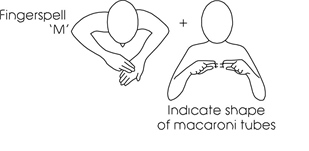 Fingerspell
‘M’
+
Indicate shape
of macaroni tubes